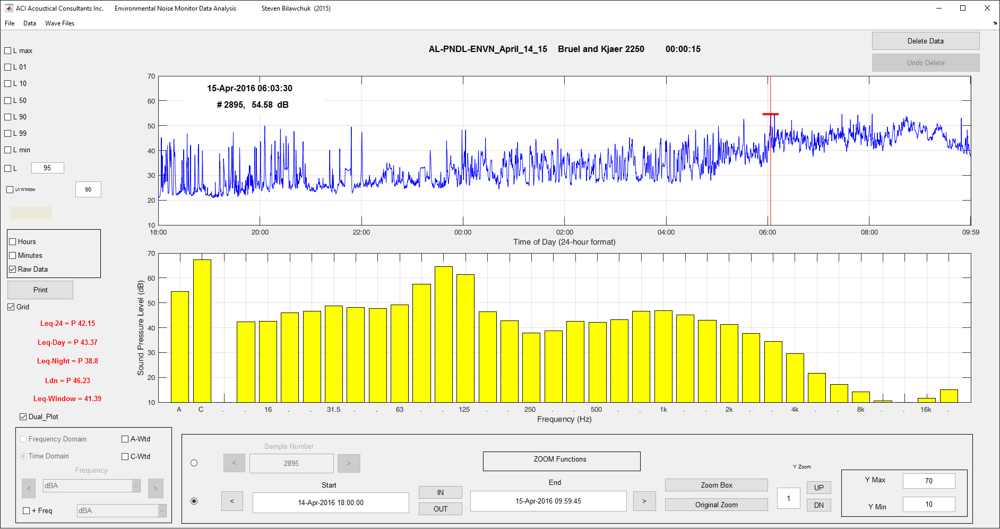 ACI Acoustical Consultants Inc. Environmental Noise Monitor Data Analysis Steven Bilawchuk (2015)
File Data Wave Files
Delete Data
Undo Delete
AL-PNDL-ENVN_April_14_15 Bruel and Kjaer 2250 00:00:15
L max
L 01
L 10
L 50
L 90
L 99
L min
L 95
Ln Window 90
Hours
Minutes
Raw Data
Print
Grid
Leq-24 = P 42.15
Leq-Day = P 43.37
Leq-Night = P 38.8
Ldn = P 46.23
Leq-Window = 41.39
Dual_Plot
15-Apr-2016 06:03:30
# 2895, 54.58 dB
70
60
50
40
30
20
10
18:00 20:00 22:00 00:00 02:00 04:00 06:00 08:00 09:59
Time of Day (24-hour format)
Sound Pressure Level (dB)
70
60
50
40
30
20
10
A C . . 16 . . 31.5 . . 63 . . 125 . . 250 . . 500 . . 1k . . 2k . . 4k . . 8k . . 16k .
Frequency (Hz)
Frequency Domain A-Wtd
Time Domain C-Wtd
Frequency
< dBA >
+ Freq dBA
Sample Number
< 2895 >
Start
< 14-Apr-2016 18:00:00
IN
OUT
ZOOM Functions
End
15-Apr-2016 09:59:45 >
Zoom Box
Original Zoom
Y Zoom
1
UP
DN
Y Max 70
Y Min 10